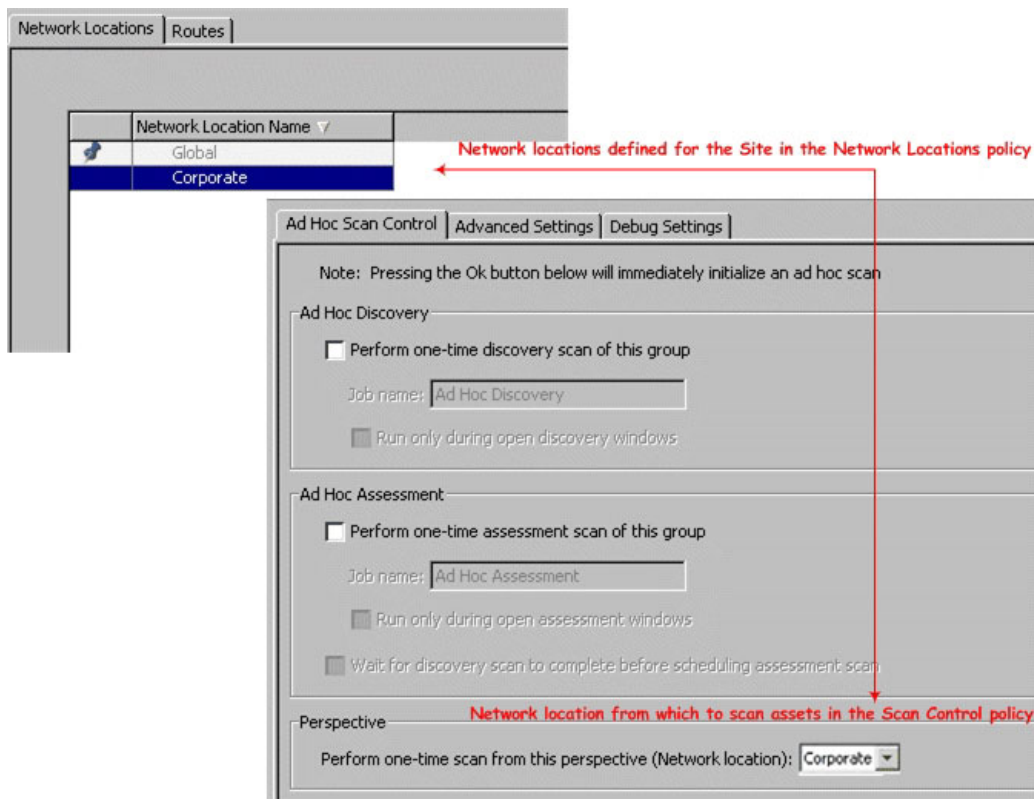 Network Locations
Routes
Network Location Name
Global
Corporate
Network locations defined for the Site in the Network Locations policy
Ad Hoc Scan Control
Advanced Settings
Debug Settings
Note: Pressing the Ok button below will immediately initialize an ad hoc scan
Ad Hoc Discovery
Perform one-time discovery scan of this group
Job name: Ad Hoc Discovery
Run only during open discovery windows
Ad Hoc Assessment
Perform one-time assessment scan of this group
Job name: Ad Hoc Assessment
Run only during open assessment windows
Wait for discovery scan to complete before scheduling assessment scan
Network location from which to scan assets in the Scan Control policy
Perspective
Perform one-time scan from this perspective (Network location): Corporate